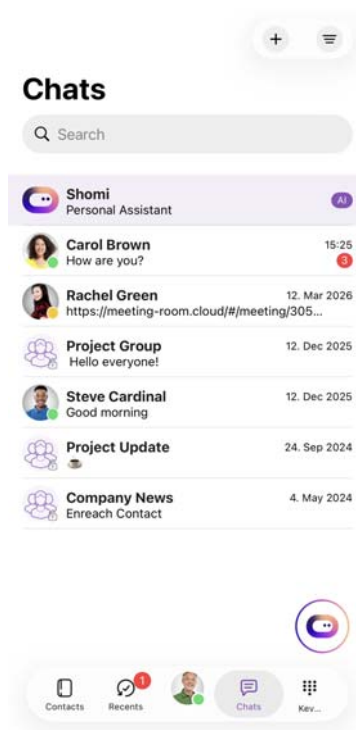 Chats
Search
Shomi
AI
Personal Assistant
Carol Brown
15:25
How are you?
3
Rachel Green
12. Mar 2026
https://meeting-room.cloud/#/meeting/305...
Project Group
12. Dec 2025
Hello everyone!
Steve Cardinal
12. Dec 2025
Good morning
Project Update
24. Sep 2024
☕
Company News
4. May 2024
Enreach Contact
1
Contacts
Recents
Chats
Key...